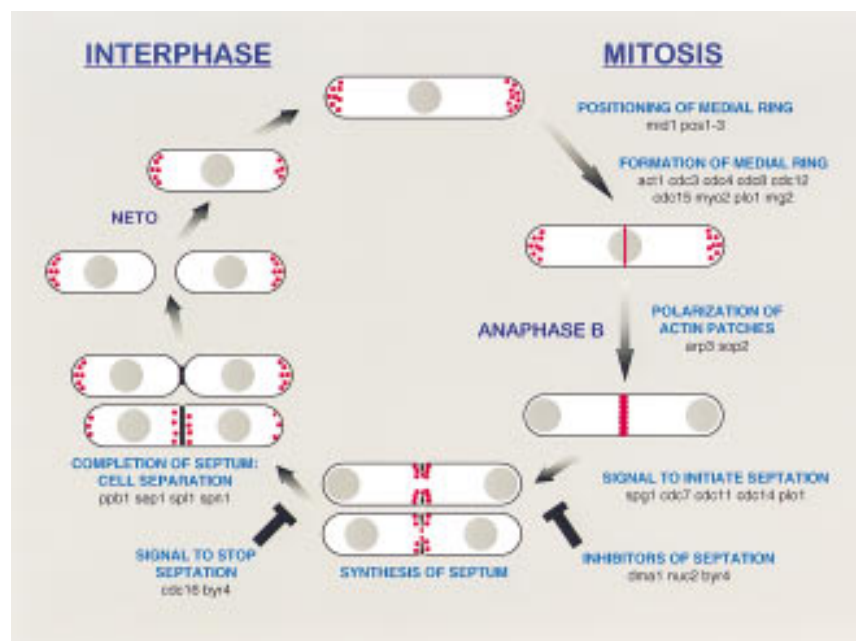 INTERPHASE
MITOSIS
POSITIONING OF MEDIAL RING
mid1 pos1-3
FORMATION OF MEDIAL RING
act1 cdc3 cdc4 cdc8 cdc12
cdc15 myo2 plo1 rng2
NETO
ANAPHASE B
POLARIZATION OF
ACTIN PATCHES
arp3 sop2
COMPLETION OF SEPTUM:
CELL SEPARATION
ppb1 sep1 spl1 spn1
SIGNAL TO INITIATE SEPTATION
spg1 cdc7 cdc11 cdc14 plo1
SIGNAL TO STOP
SEPTATION
cdc16 byr4
SYNTHESIS OF SEPTUM
INHIBITORS OF SEPTATION
dma1 nuc2 byr4